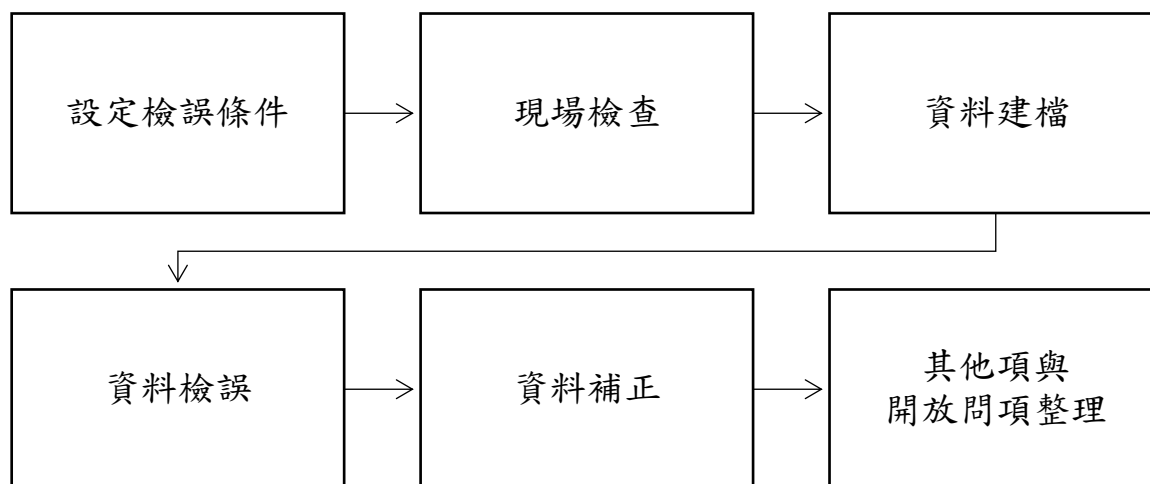 設定檢誤條件
現場檢查
資料建檔
資料檢誤
資料補正
其他項與
開放問項整理